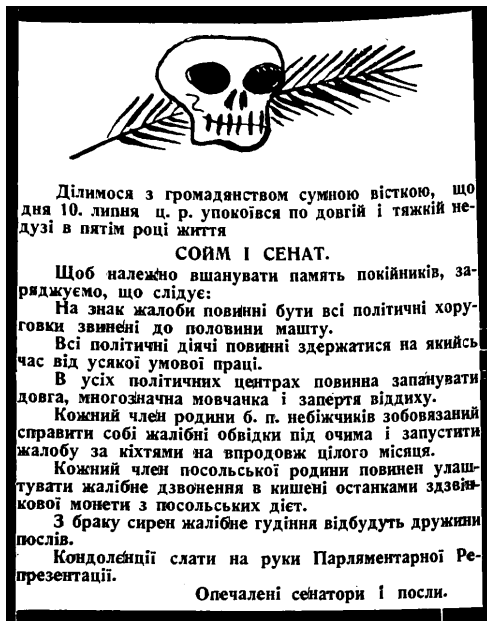 Ділимося з громадянством сумною вісткою, що
дня 10. липня ц. р. упокоївся по довгій і тяжкій не-
дузі в пятім році життя
СОЙМ І СЕНАТ.
Щоб належно вшанувати память покійників, за-
ряджуємо, що слідує:
На знак жалоби повинні бути всі політичні хору-
говки звинені до половини машту.
Всі політичні діячі повинні здержатися на якийсь
час від усякої умової праці.
В усіх політичних центрах повинна запанувати
довга, многозначна мовчанка і заперття віддиху.
Кожний член родини б. п. небіжчиків зобовязаний
справити собі жалібні обвідки під очима і запустити
жалобу за кіхтями на впродовж цілого місяця.
Кожний член посольської родини повинен улаш-
тувати жалібне дзвонення в кишені останками здзвін-
кової монети з посольських дієт.
З браку сирен жалібне гудіння відбудуть дружини
послів.
Кондоленції слати на руки Парляментарної Ре-
презентації.
Опечалені сенатори і посли.